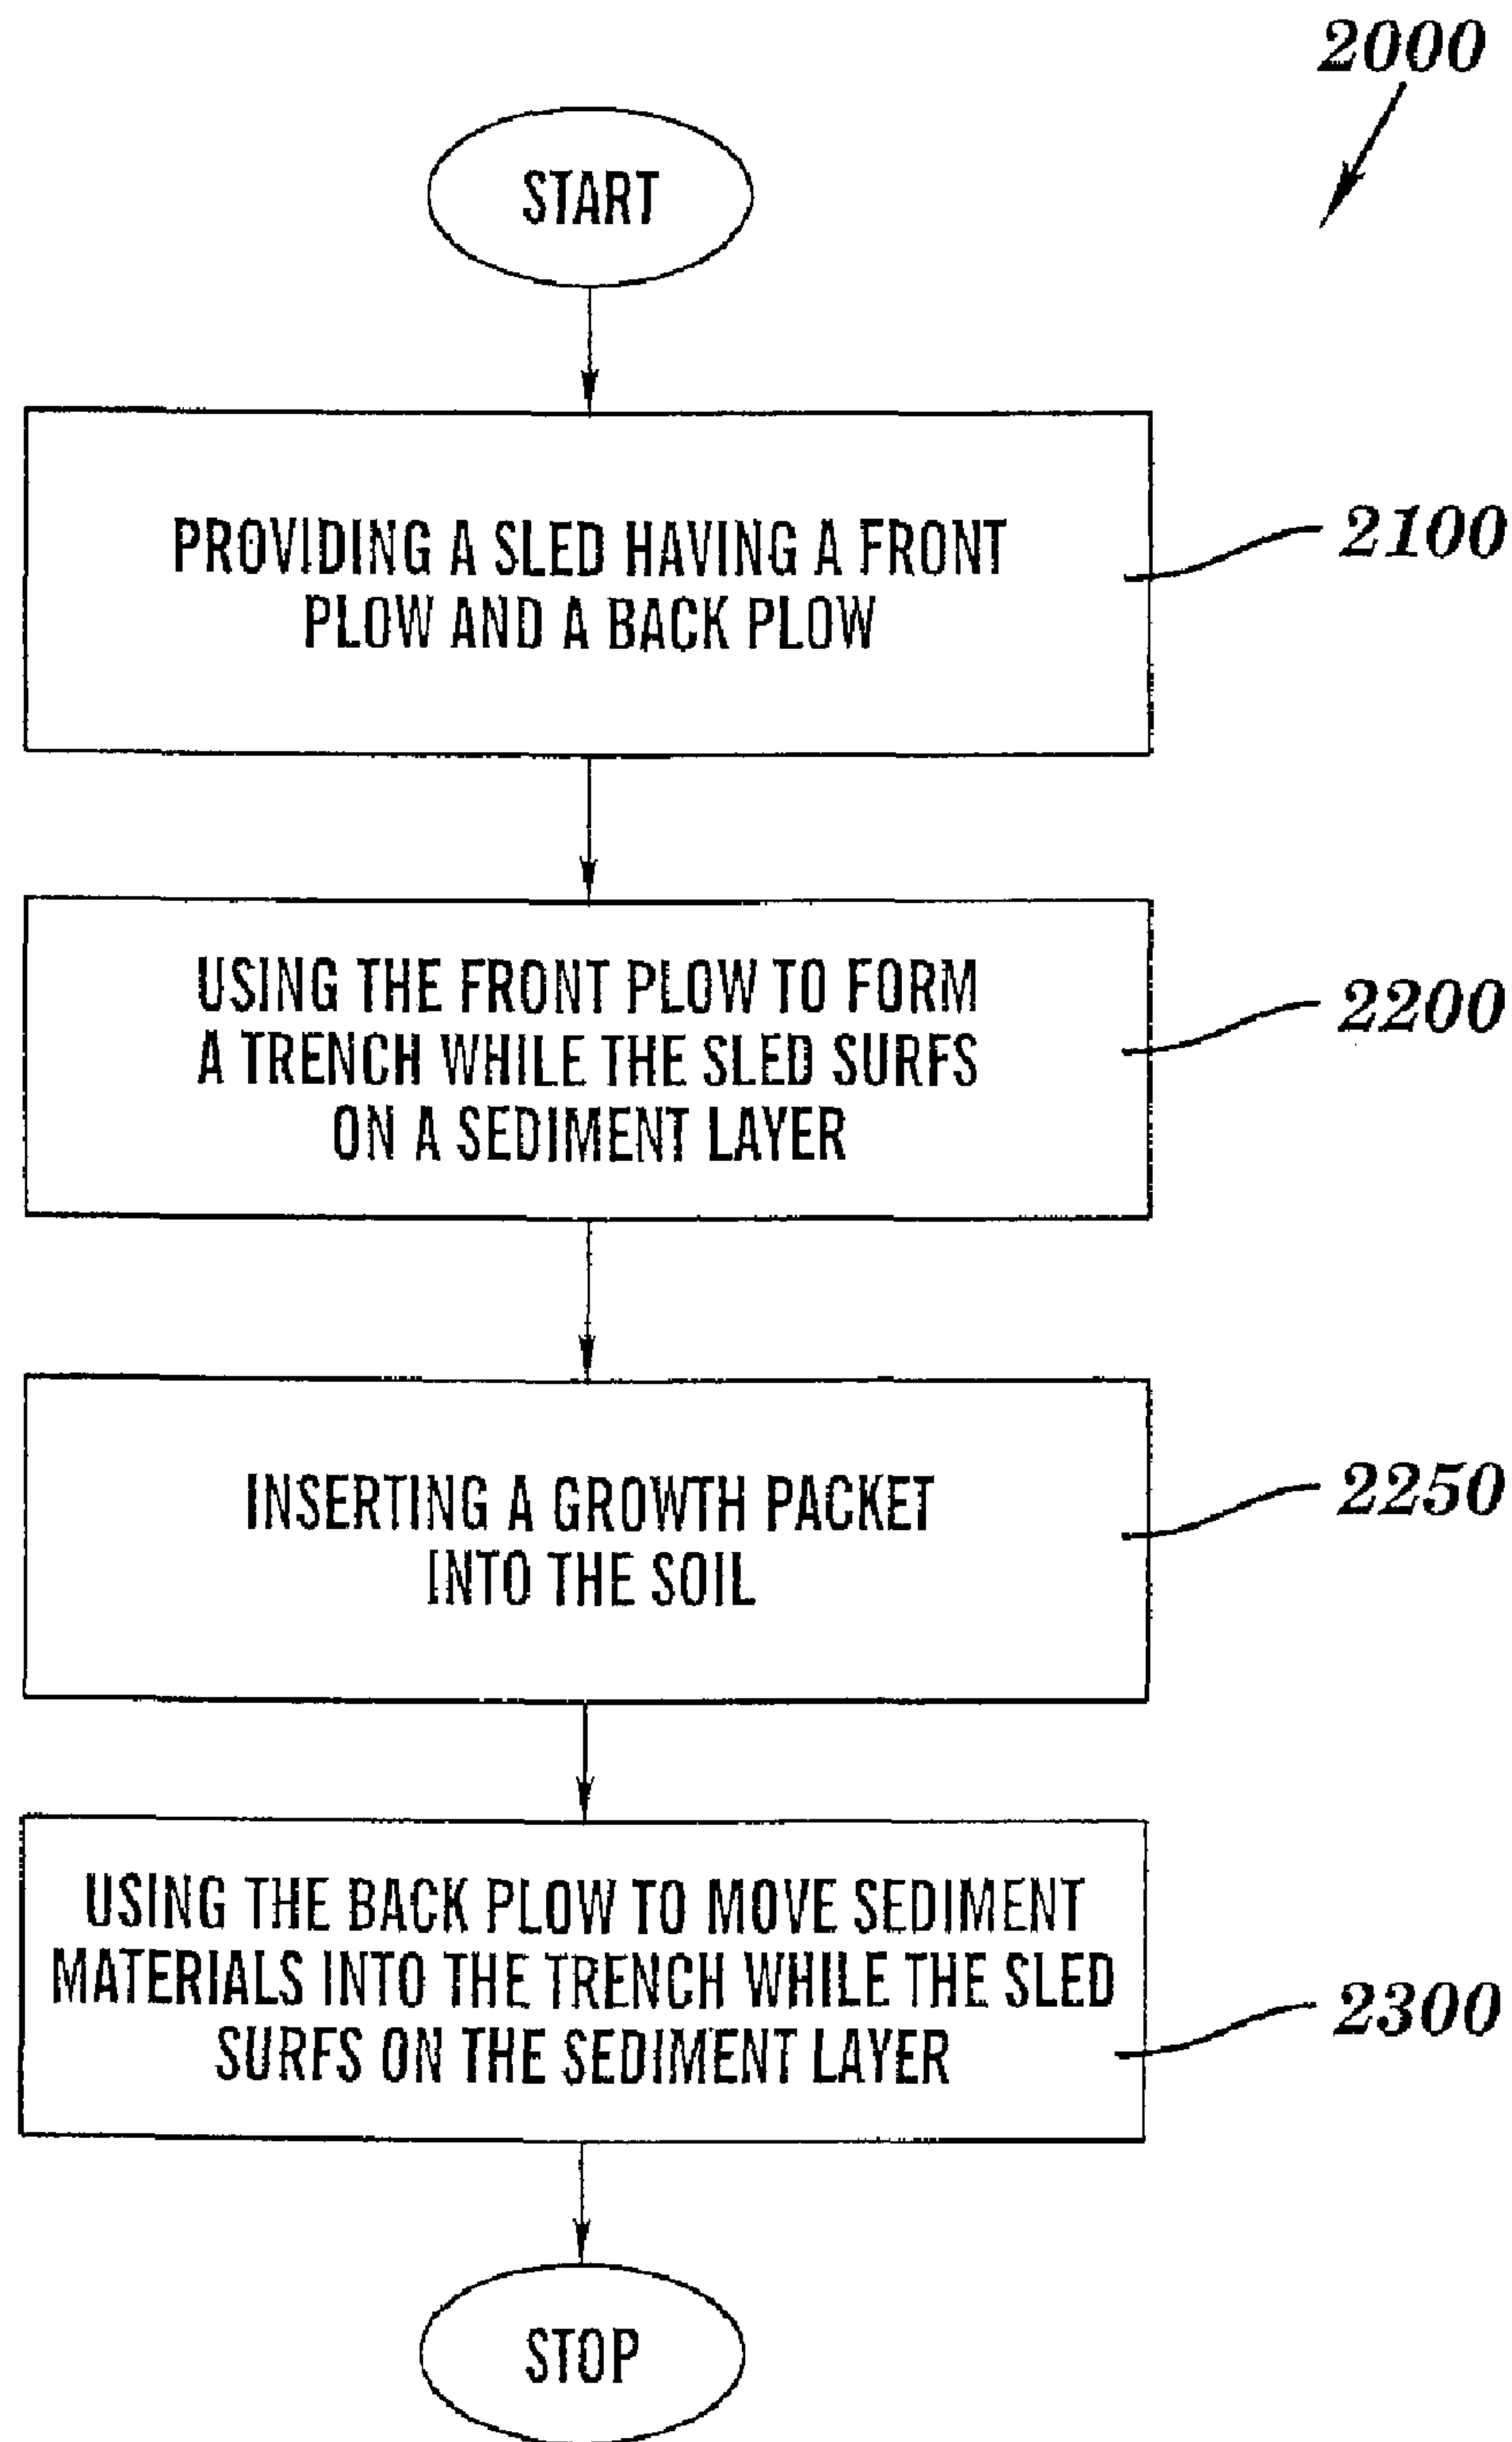 2000
START
PROVIDING A SLED HAVING A FRONT
PLOW AND A BACK PLOW
2100
USING THE FRONT PLOW TO FORM
A TRENCH WHILE THE SLED SURFS
ON A SEDIMENT LAYER
2200
INSERTING A GROWTH PACKET
INTO THE SOIL
2250
USING THE BACK PLOW TO MOVE SEDIMENT
MATERIALS INTO THE TRENCH WHILE THE SLED
SURFS ON THE SEDIMENT LAYER
2300
STOP